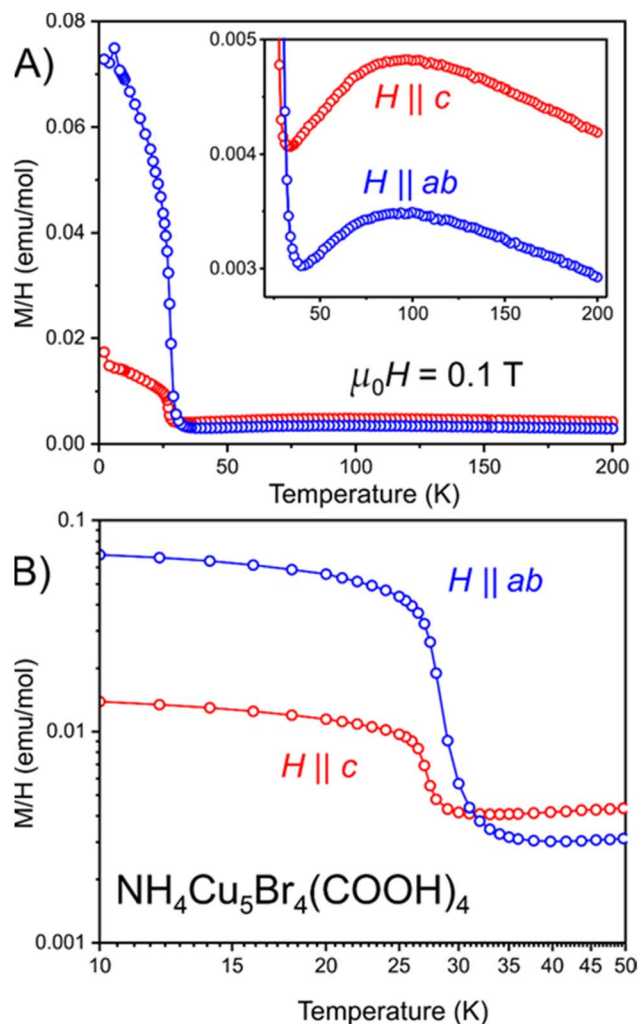 A)
0.08
0.06
0.04
0.02
0.00
M/H (emu/mol)
0.005
0.004
0.003
H || c
H || ab
50 100 150 200
μ₀H = 0.1 T
0 50 100 150 200
Temperature (K)
B)
0.1
0.01
0.001
M/H (emu/mol)
H || ab
H || c
NH₄Cu₅Br₄(COOH)₄
10 15 20 25 30 35 40 45 50
Temperature (K)